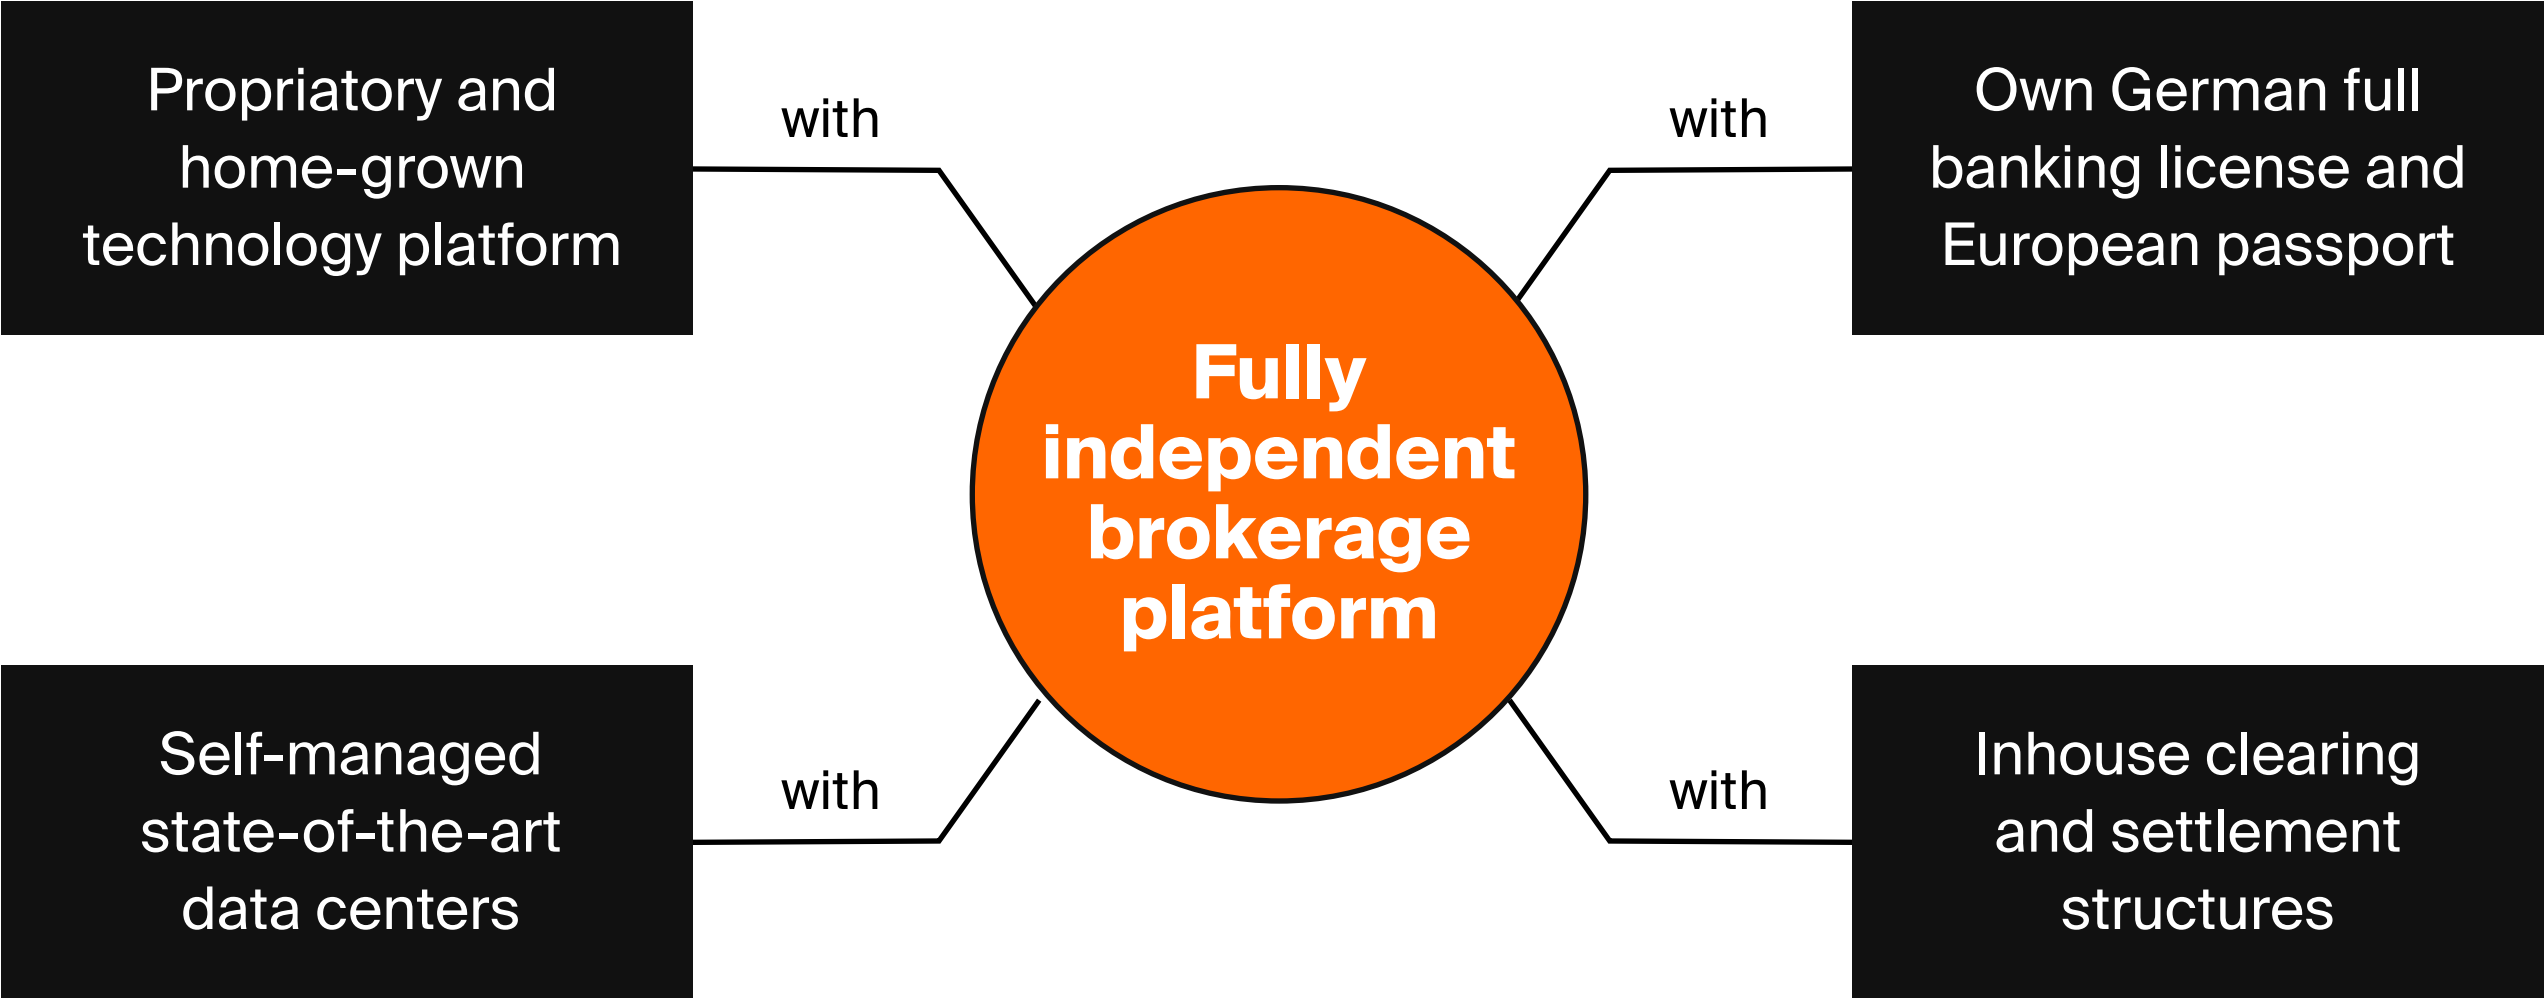 Propriatory and
home-grown
technology platform
with
with
Own German full
banking license and
European passport
Fully
independent
brokerage
platform
Self-managed
state-of-the-art
data centers
with
with
Inhouse clearing
and settlement
structures